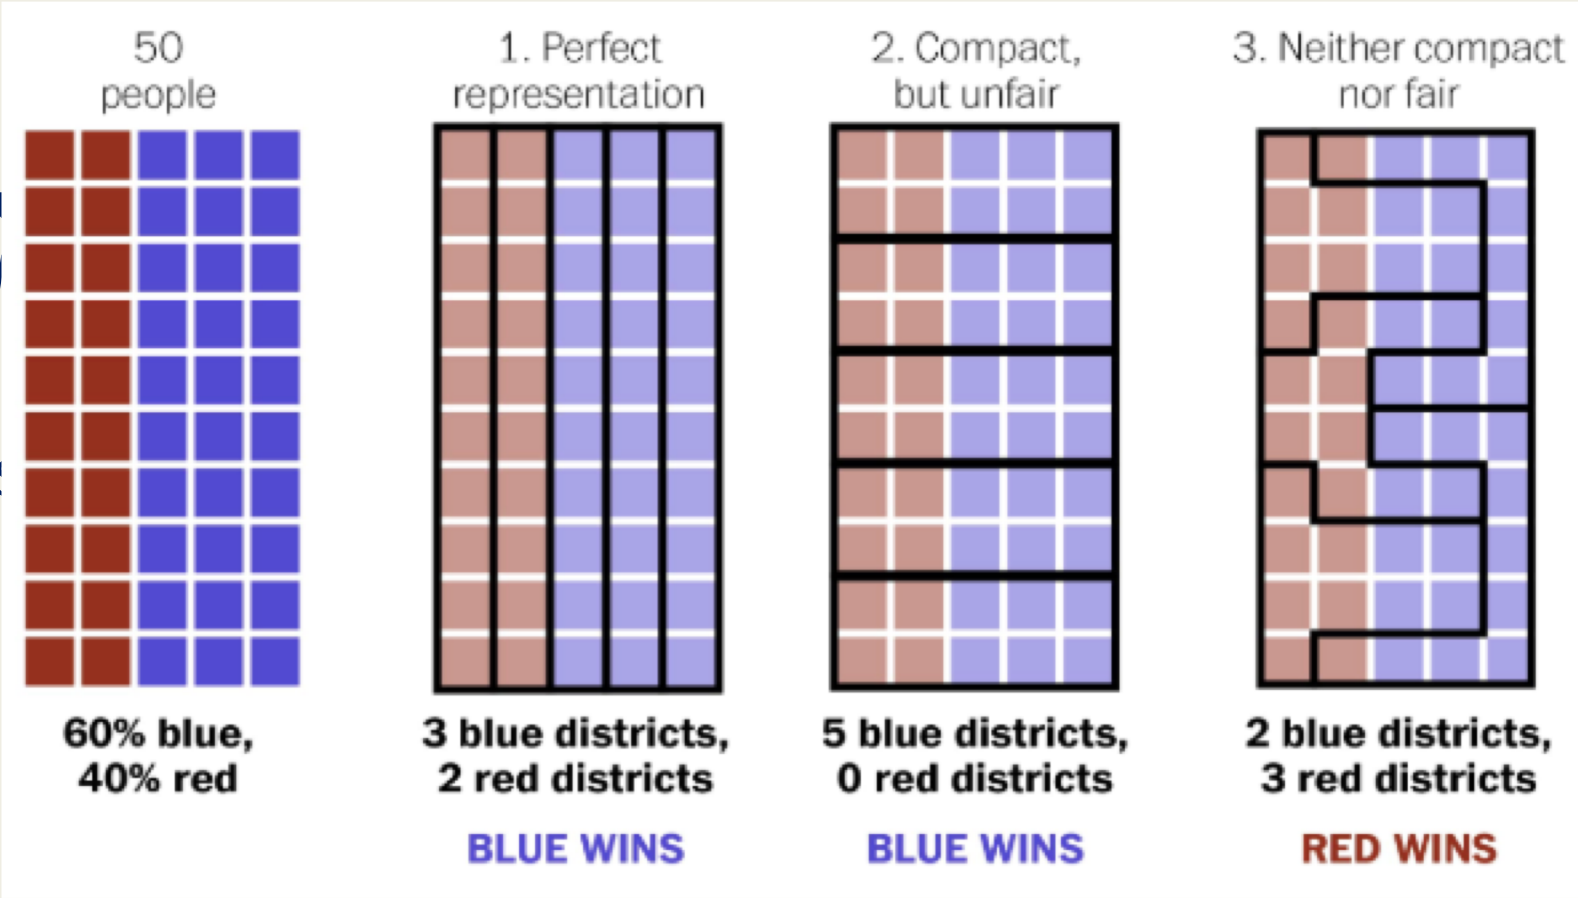 50
people
60% blue,
40% red
1. Perfect
representation
3 blue districts,
2 red districts
BLUE WINS
2. Compact,
but unfair
5 blue districts,
0 red districts
BLUE WINS
3. Neither compact
nor fair
2 blue districts,
3 red districts
RED WINS